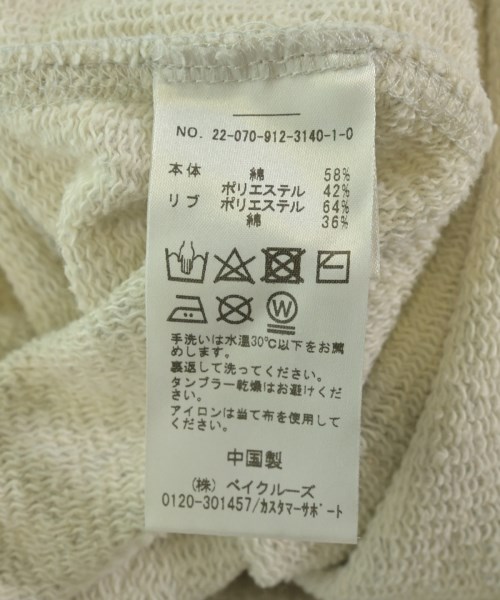 NO. 22-070-912-3140-1-0
本体 綿 58%
ポリエステル 42%
リブ ポリエステル 64%
綿 36%
W
手洗いは水温30℃以下をお薦
めします。
裏返して洗ってください。
タンブラー乾燥はお避けくださ
い。
アイロンは当て布を使用して
ください。
中国製
(株) ベイクルーズ
0120-301457/カスタマーサポート